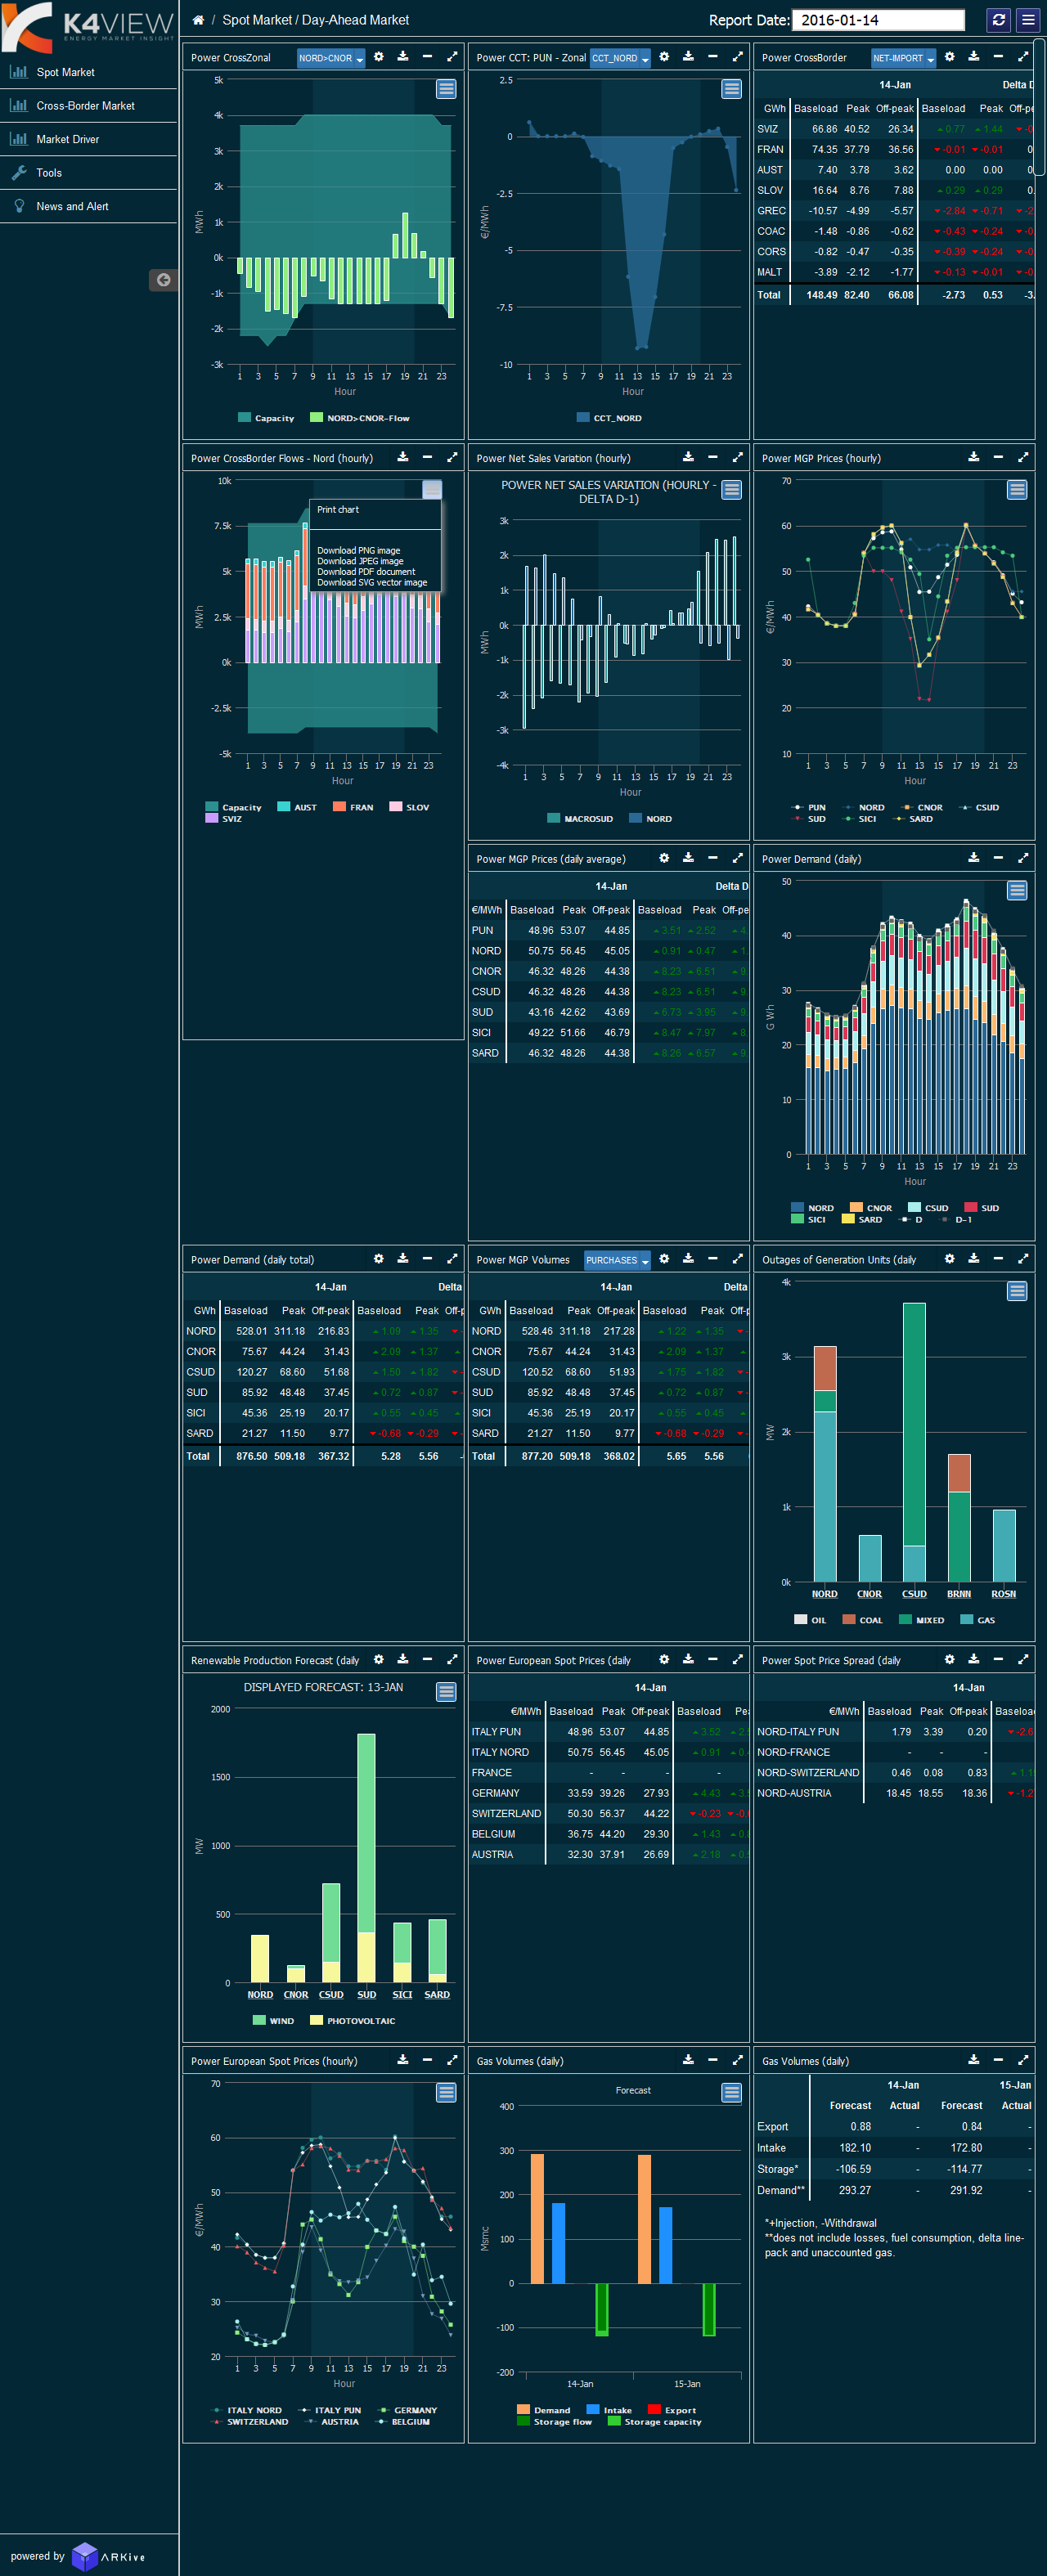 K4VIEW
ENERGY MARKET INSIGHT
/ Spot Market / Day-Ahead Market
Report Date: 2016-01-14
Spot Market
Cross-Border Market
Market Driver
Tools
News and Alert
Power CrossZonal NORD>CNOR
5k
4k
3k
2k
1k
0k
-1k
-2k
-3k
MWh
1 3 5 7 9 11 13 15 17 19 21 23
Hour
Capacity NORD>CNOR-Flow
Power CCT: PUN - Zonal CCT_NORD
2.5
0
-2.5
-5
-7.5
-10
€/MWh
1 3 5 7 9 11 13 15 17 19 21 23
Hour
CCT_NORD
Power CrossBorder NET-IMPORT
14-Jan Delta D
GWh Baseload Peak Off-peak Baseload Peak Off-pe
SVIZ 66.86 40.52 26.34 0.77 1.44 -0
FRAN 74.35 37.79 36.56 -0.01 -0.01 0
AUST 7.40 3.78 3.62 0.00 0.00 0
SLOV 16.64 8.76 7.88 0.29 0.29 0.
GREC -10.57 -4.99 -5.57 -2.84 -0.71 -2
COAC -1.48 -0.86 -0.62 -0.43 -0.24 -0
CORS -0.82 -0.47 -0.35 -0.39 -0.24 -0
MALT -3.89 -2.12 -1.77 -0.13 -0.01 -0
Total 148.49 82.40 66.08 -2.73 0.53 -3.
Power CrossBorder Flows - Nord (hourly)
10k
7.5k
5k
2.5k
0k
-2.5k
-5k
MWh
Print chart
Download PNG image
Download JPEG image
Download PDF document
Download SVG vector image
1 3 5 7 9 11 13 15 17 19 21 23
Hour
Capacity AUST FRAN SLOV
SVIZ
Power Net Sales Variation (hourly)
POWER NET SALES VARIATION (HOURLY -
DELTA D-1)
3k
2k
1k
0k
-1k
-2k
-3k
-4k
MWh
1 3 5 7 9 11 13 15 17 19 21 23
Hour
MACROSUD NORD
Power MGP Prices (hourly)
70
60
50
40
30
20
10
€/MWh
1 3 5 7 9 11 13 15 17 19 21 23
Hour
PUN NORD CNOR CSUD
SUD SICI SARD
Power MGP Prices (daily average)
14-Jan Delta D
€/MWh Baseload Peak Off-peak Baseload Peak Off-pe
PUN 48.96 53.07 44.85 3.51 2.52 4.
NORD 50.75 56.45 45.05 0.91 0.47 1.
CNOR 46.32 48.26 44.38 8.23 6.51 9.
CSUD 46.32 48.26 44.38 8.23 6.51 9.
SUD 43.16 42.62 43.69 6.73 3.95 9.
SICI 49.22 51.66 46.79 8.47 7.97 8.
SARD 46.32 48.26 44.38 8.26 6.57 9.
Power Demand (daily)
50
40
30
20
10
0
G Wh
1 3 5 7 9 11 13 15 17 19 21 23
Hour
NORD CNOR CSUD SUD
SICI SARD D D-1
Power Demand (daily total)
14-Jan Delta
GWh Baseload Peak Off-peak Baseload Peak Off-p
NORD 528.01 311.18 216.83 1.09 1.35
CNOR 75.67 44.24 31.43 2.09 1.37
CSUD 120.27 68.60 51.68 1.50 1.82
SUD 85.92 48.48 37.45 0.72 0.87
SICI 45.36 25.19 20.17 0.55 0.45
SARD 21.27 11.50 9.77 -0.68 -0.29
Total 876.50 509.18 367.32 5.28 5.56
Power MGP Volumes PURCHASES
14-Jan Delta
GWh Baseload Peak Off-peak Baseload Peak Off-p
NORD 528.46 311.18 217.28 1.22 1.35
CNOR 75.67 44.24 31.43 2.09 1.37
CSUD 120.52 68.60 51.93 1.75 1.82
SUD 85.92 48.48 37.45 0.72 0.87
SICI 45.36 25.19 20.17 0.55 0.45
SARD 21.27 11.50 9.77 -0.68 -0.29
Total 877.20 509.18 368.02 5.65 5.56
Outages of Generation Units (daily
4k
3k
2k
1k
0k
MW
NORD CNOR CSUD BRNN ROSN
OIL COAL MIXED GAS
Renewable Production Forecast (daily
DISPLAYED FORECAST: 13-JAN
2000
1500
1000
500
0
MW
NORD CNOR CSUD SUD SICI SARD
WIND PHOTOVOLTAIC
Power European Spot Prices (daily
14-Jan
€/MWh Baseload Peak Off-peak Baseload Pea
ITALY PUN 48.96 53.07 44.85 3.52 2.
ITALY NORD 50.75 56.45 45.05 0.91 0.
FRANCE - - - -
GERMANY 33.59 39.26 27.93 4.43 3.
SWITZERLAND 50.30 56.37 44.22 -0.23 -0.
BELGIUM 36.75 44.20 29.30 1.43 0.
AUSTRIA 32.30 37.91 26.69 2.18 0.
Power Spot Price Spread (daily
14-Jan
€/MWh Baseload Peak Off-peak Baseload
NORD-ITALY PUN 1.79 3.39 0.20 -2.6
NORD-FRANCE - - -
NORD-SWITZERLAND 0.46 0.08 0.83 1.1
NORD-AUSTRIA 18.45 18.55 18.36 -1.2
Power European Spot Prices (hourly)
70
60
50
40
30
20
€/MWh
1 3 5 7 9 11 13 15 17 19 21 23
Hour
ITALY NORD ITALY PUN GERMANY
SWITZERLAND AUSTRIA BELGIUM
Gas Volumes (daily)
Forecast
400
300
200
100
0
-100
-200
Msmc
14-Jan 15-Jan
Demand Intake Export
Storage flow Storage capacity
Gas Volumes (daily)
14-Jan 15-Jan
Forecast Actual Forecast Actual
Export 0.88 - 0.84 -
Intake 182.10 - 172.80 -
Storage* -106.59 - -114.77 -
Demand** 293.27 - 291.92 -
*+Injection, -Withdrawal
**does not include losses, fuel consumption, delta line-
pack and unaccounted gas.
powered by ARKive